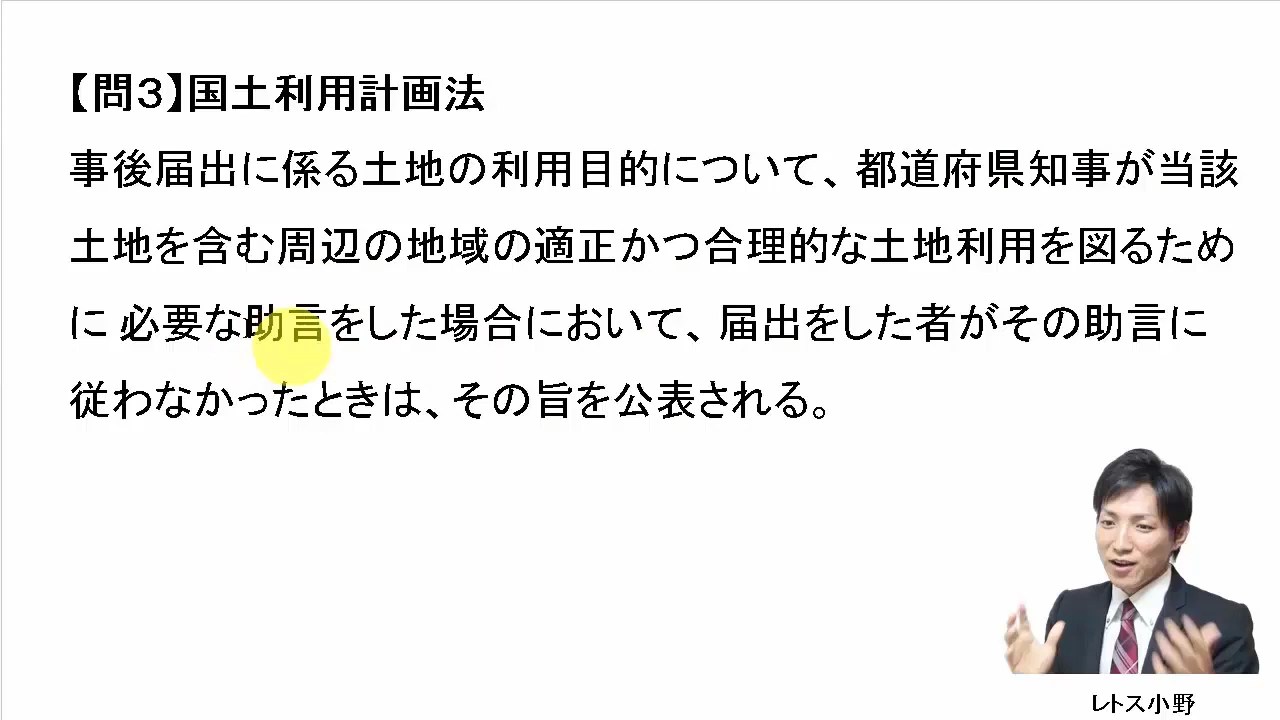 【問３】国土利用計画法
事後届出に係る土地の利用目的について、都道府県知事が当該
土地を含む周辺の地域の適正かつ合理的な土地利用を図るため
に 必要な助言をした場合において、届出をした者がその助言に
従わなかったときは、その旨を公表される。
レトス小野